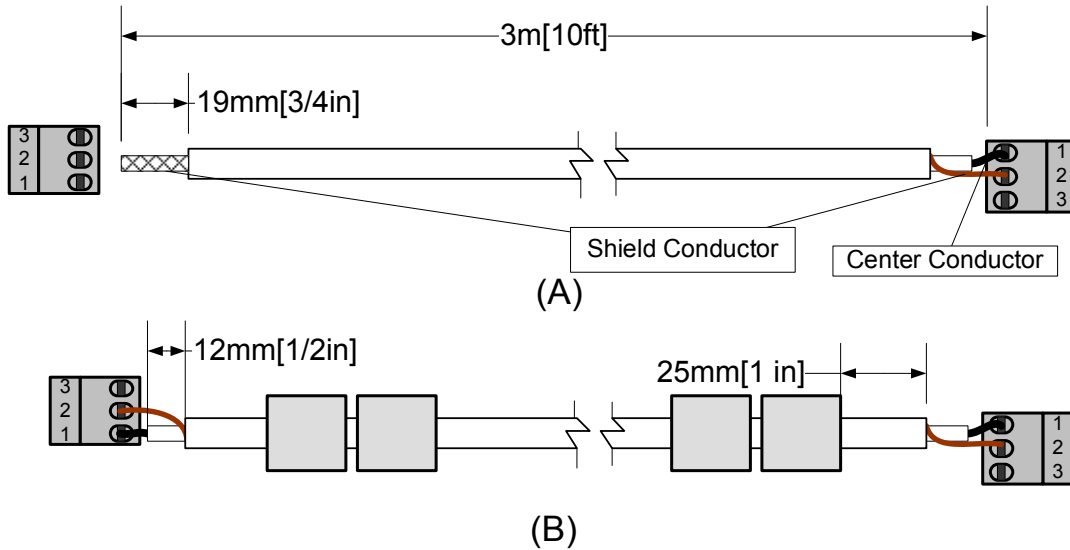 3m[10ft]
19mm[3/4in]
3
2
1
1
2
3
Shield Conductor
Center Conductor
(A)
12mm[1/2in]
25mm[1 in]
3
2
1
1
2
3
(B)